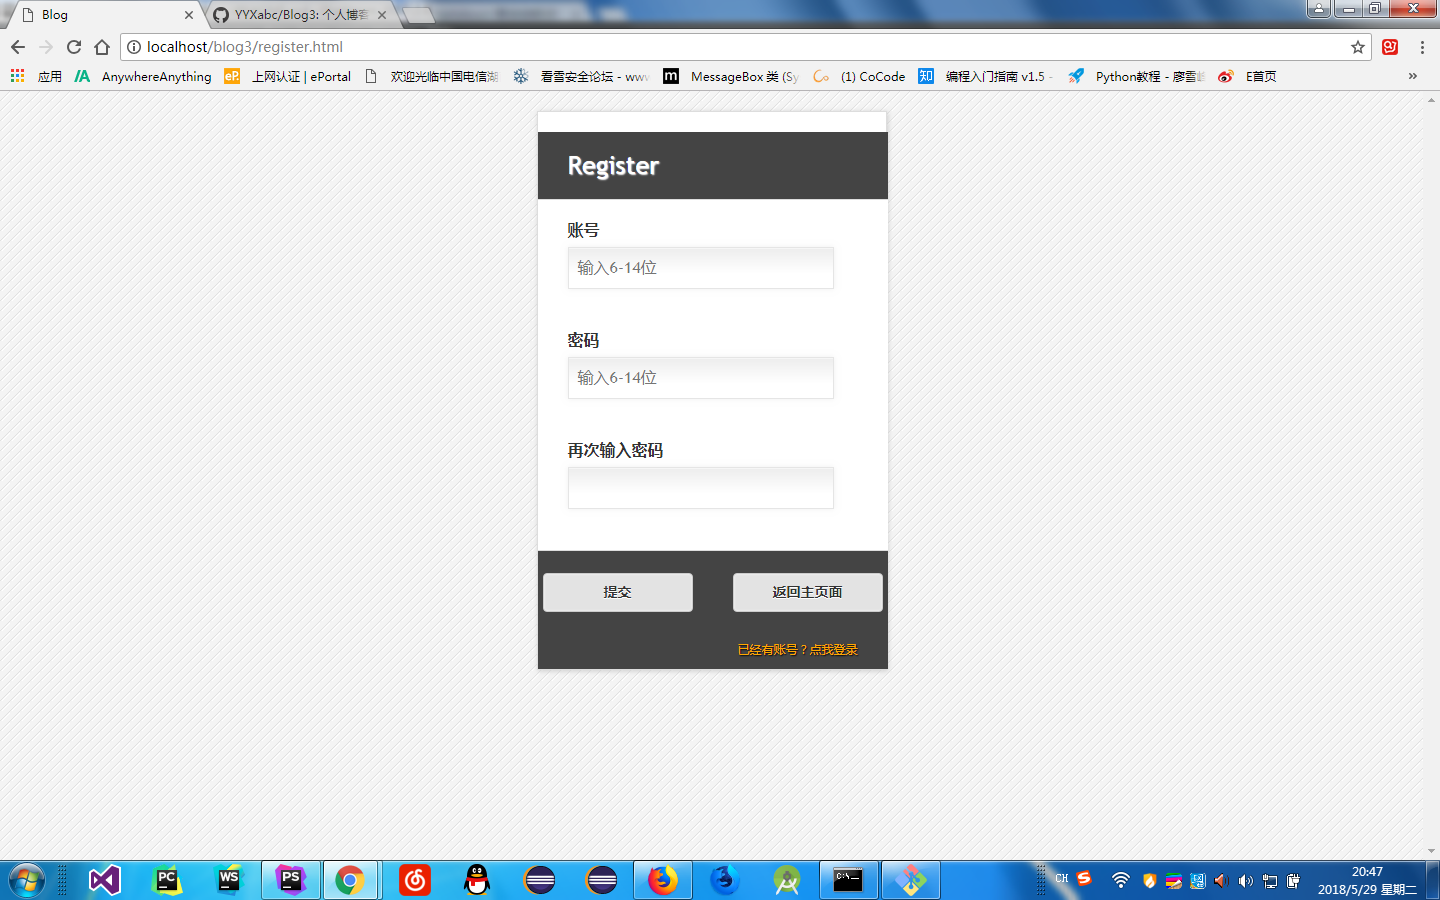 Blog
YYXabc/Blog3: 个人博客
localhost/blog3/register.html
应用
AnywhereAnything
上网认证 | ePortal
欢迎光临中国电信湖
看雪安全论坛 - www
MessageBox 类 (Sy
(1) CoCode
编程入门指南 v1.5 -
Python教程 - 廖雪峰
E首页
»
Register
账号
输入6-14位
密码
输入6-14位
再次输入密码
提交
返回主页面
已经有账号？点我登录
PC
WS
PS
C:\_
CH
20:47
2018/5/29 星期二